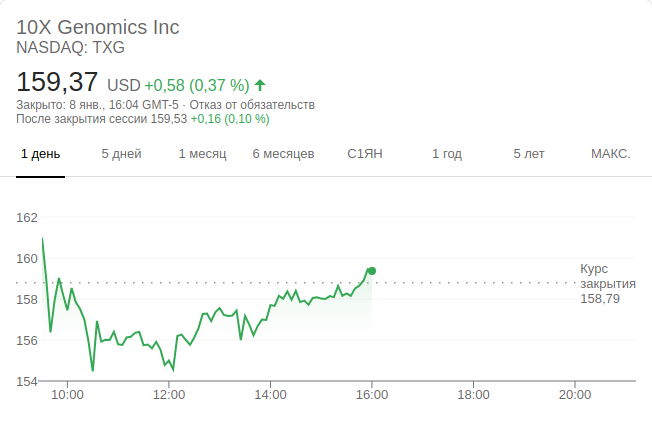 10X Genomics Inc
NASDAQ: TXG
159,37 USD +0,58 (0,37 %)
Закрыто: 8 янв., 16:04 GMT-5 · Отказ от обязательств
После закрытия сессии 159,53 +0,16 (0,10 %)
1 день 5 дней 1 месяц 6 месяцев С1ЯН 1 год 5 лет МАКС.
162
160
Курс
закрытия
158,79
158
156
154
10:00 12:00 14:00 16:00 18:00 20:00